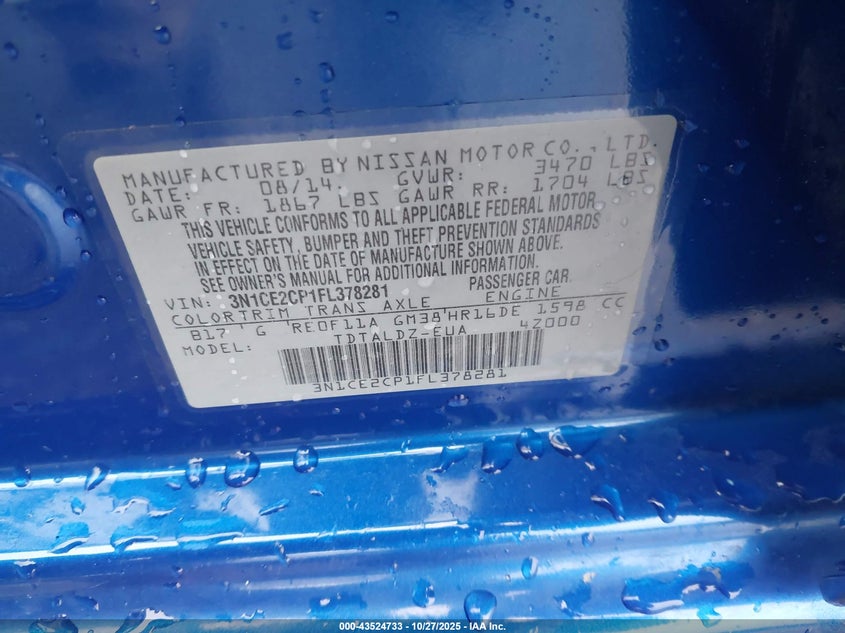 MANUFACTURED BY NISSAN MOTOR CO., LTD.
DATE: 08/14 GVWR: 3470 LBS
GAWR FR: 1867 LBS GAWR RR: 1704 LBS
THIS VEHICLE CONFORMS TO ALL APPLICABLE FEDERAL MOTOR
VEHICLE SAFETY, BUMPER AND THEFT PREVENTION STANDARDS
IN EFFECT ON THE DATE OF MANUFACTURE SHOWN ABOVE.
SEE OWNER'S MANUAL FOR ADDITIONAL INFORMATION.
VIN: 3N1CE2CP1FL378281 PASSENGER CAR.
COLOR TRIM TRANS AXLE ENGINE
B17 G RE0F11A GM38 HR16DE 1598 CC
MODEL: TDTALDZ-EUA 42000
3N1CE2CP1FL378281
000-43524733 - 10/27/2025 - IAA Inc.